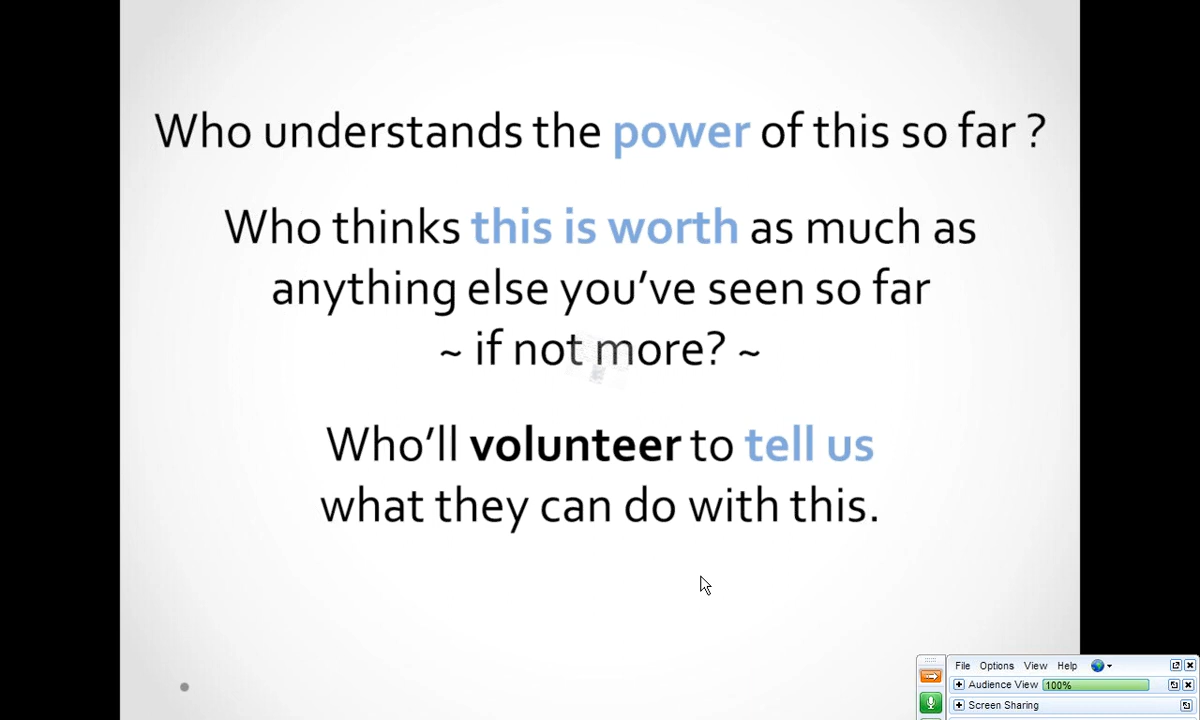 Who understands the power of this so far ?
Who thinks this is worth as much as
anything else you've seen so far
~ if not more? ~
Who'll volunteer to tell us
what they can do with this.
File Options View Help
Audience View 100%
Screen Sharing